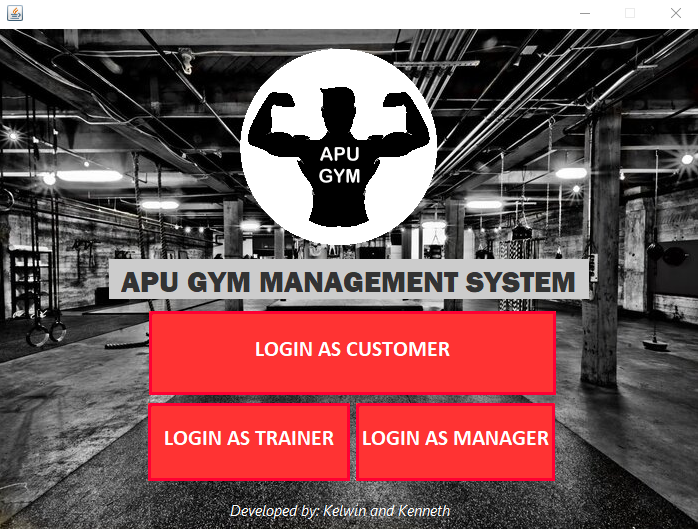 APU
GYM
APU GYM MANAGEMENT SYSTEM
LOGIN AS CUSTOMER
LOGIN AS TRAINER
LOGIN AS MANAGER
Developed by: Kelwin and Kenneth